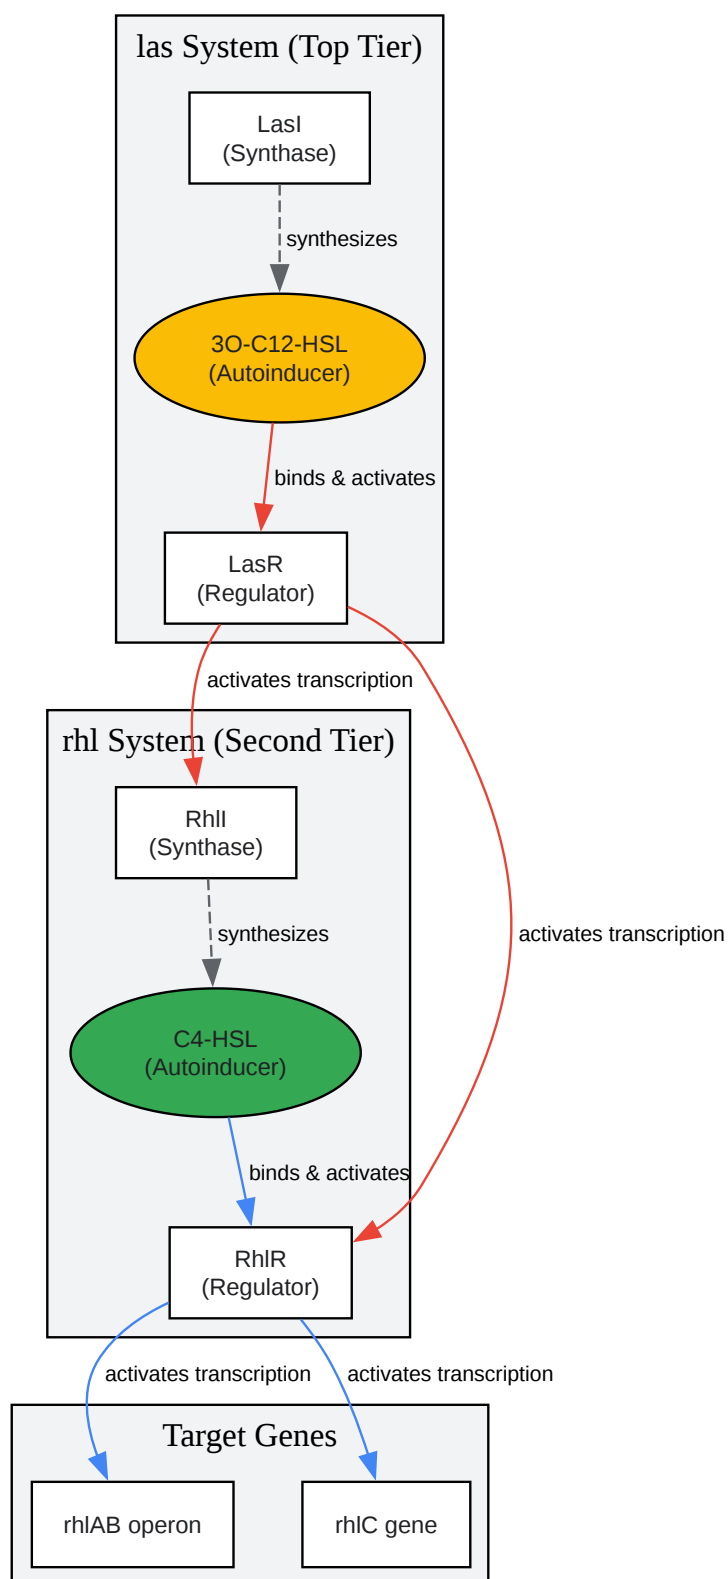 las System (Top Tier)
LasI
(Synthase)
synthesizes
3O-C12-HSL
(Autoinducer)
binds & activates
LasR
(Regulator)
activates transcription
rhl System (Second Tier)
RhlI
(Synthase)
synthesizes
activates transcription
C4-HSL
(Autoinducer)
binds & activates
RhlR
(Regulator)
activates transcription
activates transcription
Target Genes
rhlAB operon
rhlC gene